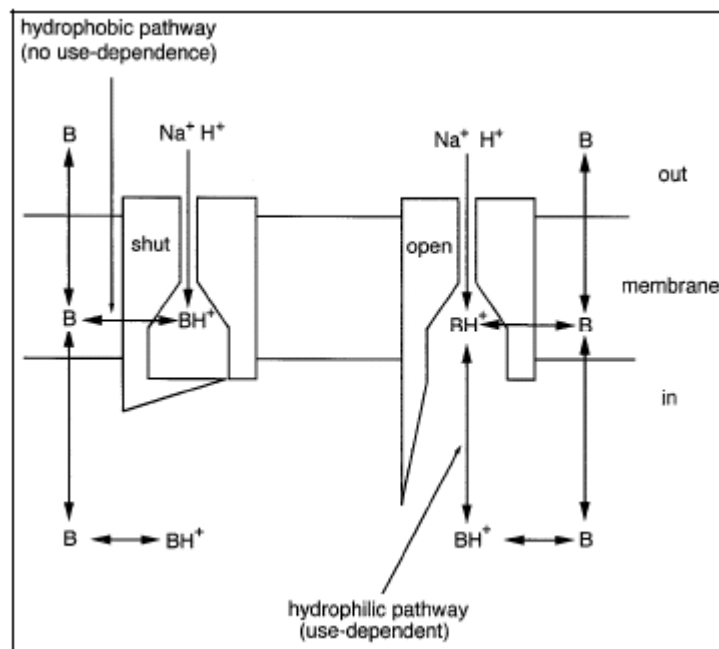 hydrophobic pathway
(no use-dependence)
B
Na⁺ H⁺
Na⁺ H⁺
B
out
shut
open
membrane
B
BH⁺
BH⁺
B
in
B
BH⁺
BH⁺
B
hydrophilic pathway
(use-dependent)